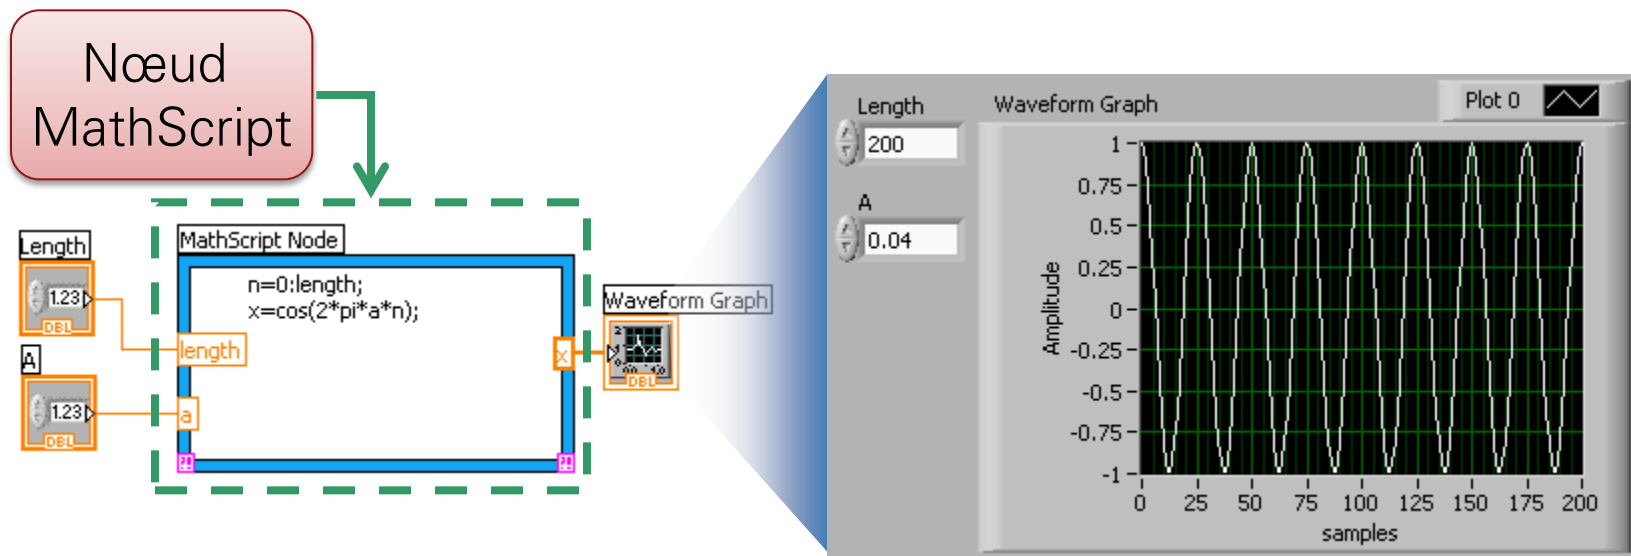 Nœud
MathScript
Length
1.23
DBL
A
1.23
DBL
MathScript Node
n=0:length;
x=cos(2*pi*a*n);
length
a
x
?!
?!
Waveform Graph
DBL
Length
200
A
0.04
Waveform Graph
Plot 0
Amplitude
1
0.75
0.5
0.25
0
-0.25
-0.5
-0.75
-1
0 25 50 75 100 125 150 175 200
samples